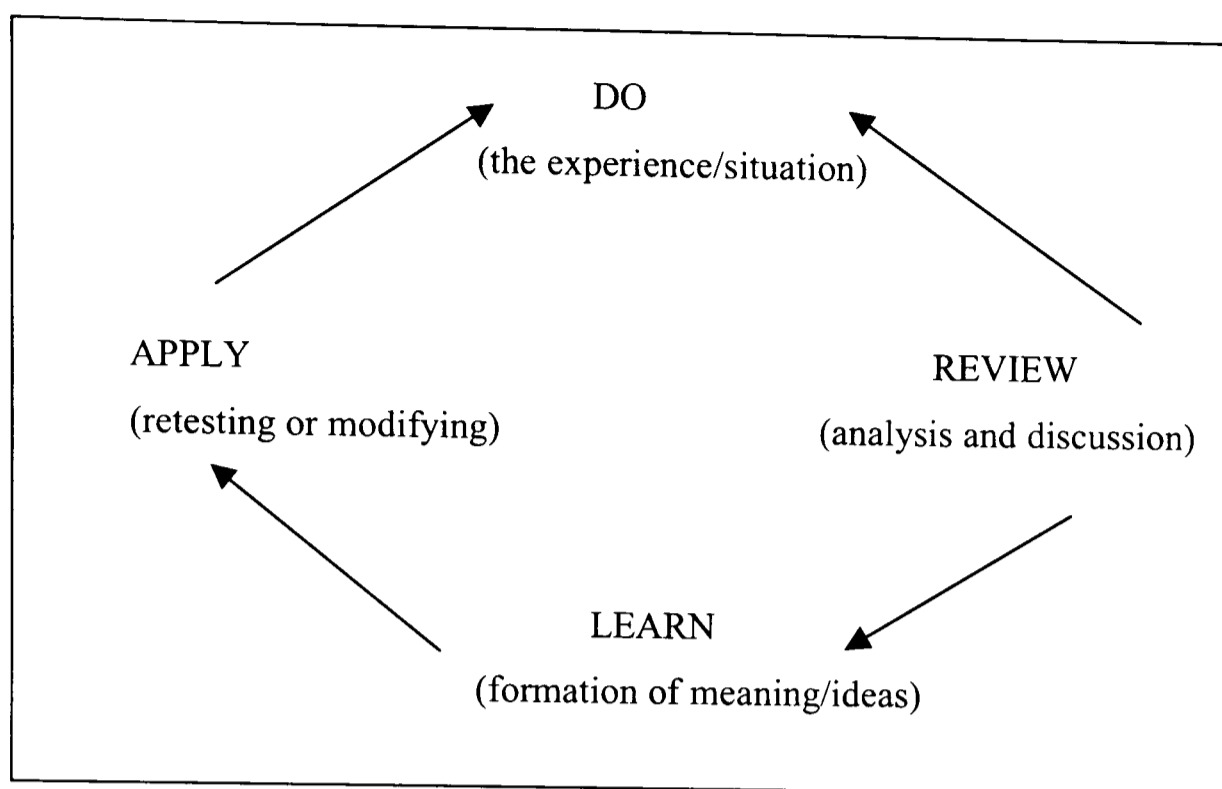 DO
(the experience/situation)
APPLY
(retesting or modifying)
REVIEW
(analysis and discussion)
LEARN
(formation of meaning/ideas)